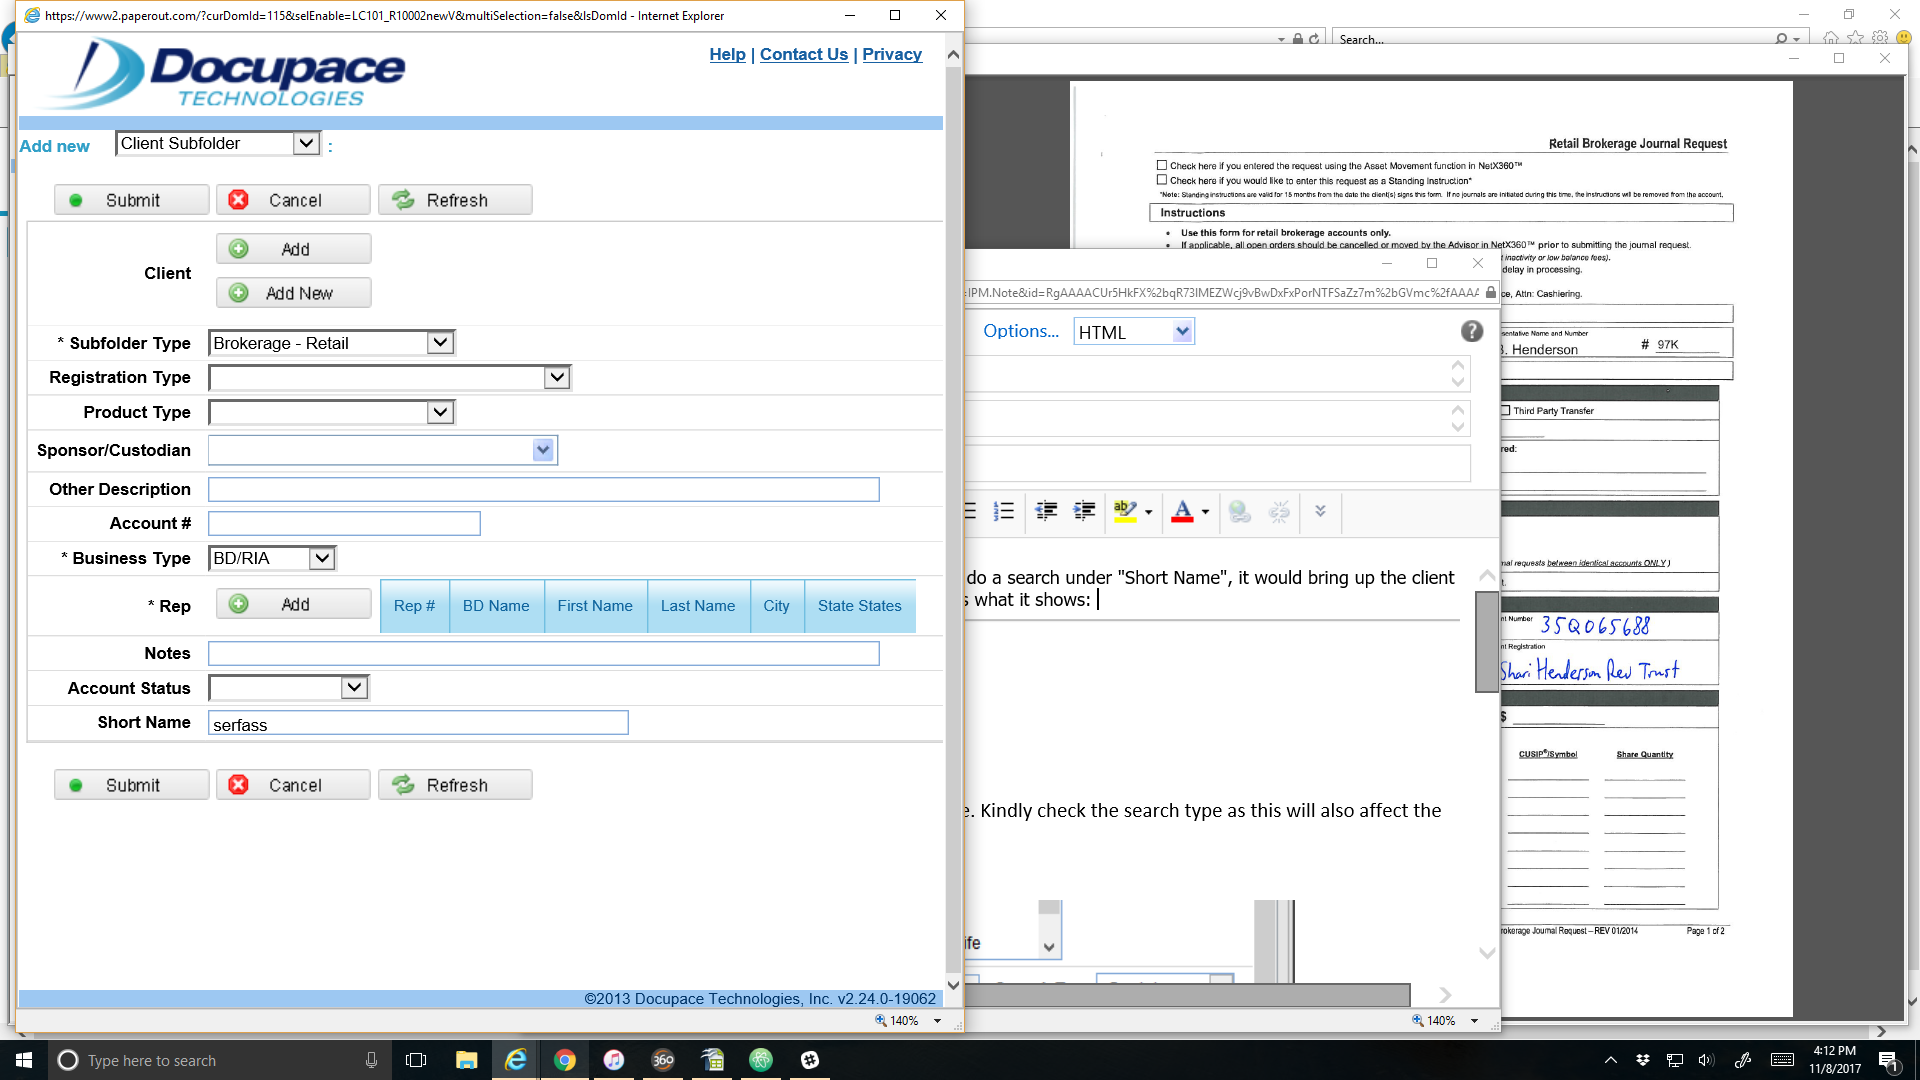 https://www2.paperout.com/?curDomId=115&selEnable=LC101_R10002newV&multiSelection=false&IsDomId - Internet Explorer
Docupace
TECHNOLOGIES
Help | Contact Us | Privacy
Add new Client Subfolder :
Submit Cancel Refresh
Client Add
Add New
* Subfolder Type Brokerage - Retail
Registration Type
Product Type
Sponsor/Custodian
Other Description
Account #
* Business Type BD/RIA
* Rep Add Rep # BD Name First Name Last Name City State States
Notes
Account Status
Short Name serfass
Submit Cancel Refresh
©2013 Docupace Technologies, Inc. v2.24.0-19062
140%
=IPM.Note&id=RgAAAACUr5HkFX%2bqR73IMEZWcj9vBwDxFxPorNTFSaZz7m%2bGVmc%2fAAAA
Options... HTML
do a search under "Short Name", it would bring up the client
s what it shows:
e. Kindly check the search type as this will also affect the
ife
140%
Search...
Retail Brokerage Journal Request
Check here if you entered the request using the Asset Movement function in NetX360™
Check here if you would like to enter this request as a Standing Instruction*
*Note: Standing instructions are valid for 15 months from the date the client(s) signs this form. If no journals are initiated during this time, the instructions will be removed from the account.
Instructions
• Use this form for retail brokerage accounts only.
• If applicable, all open orders should be cancelled or moved by the Advisor in NetX360™ prior to submitting the journal request.
inactivity or low balance fees).
delay in processing.
ce, Attn: Cashiering.
sentative Name and Number
B. Henderson # 97K
Third Party Transfer
red:
nal requests between identical accounts ONLY)
t.
nt Number 35Q065688
nt Registration
Shari Henderson Rev Trust
$
CUSIP®/Symbol Share Quantity
rokerage Journal Request – REV 01/2014 Page 1 of 2
Type here to search
360
4:12 PM
11/8/2017
1